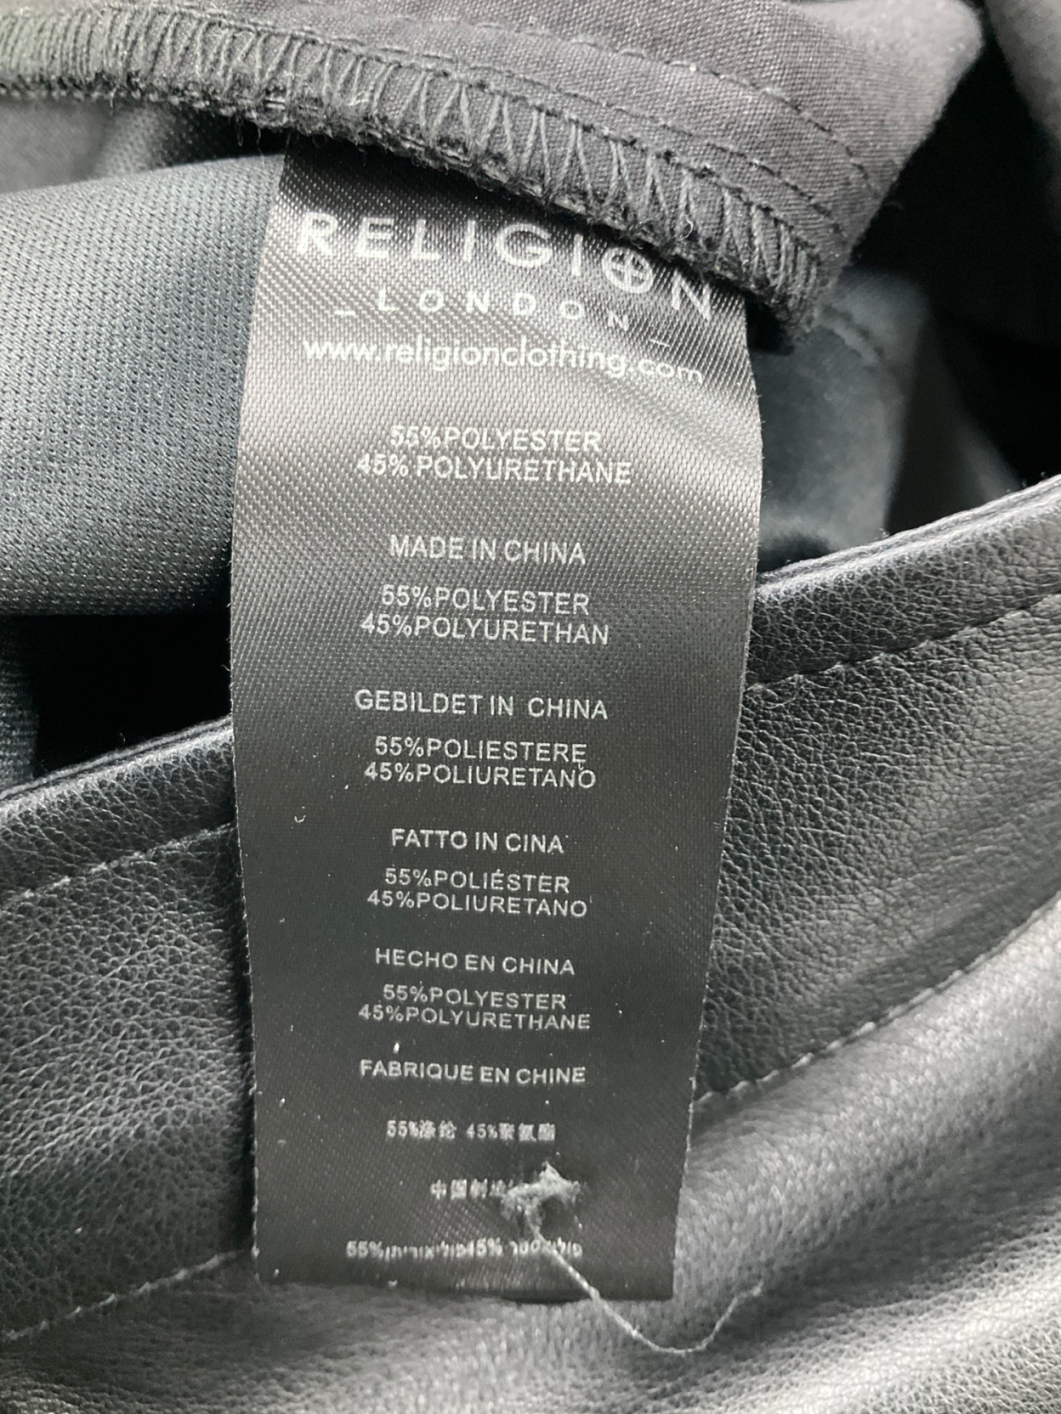 RELIGION
LONDON
www.religionclothing.com
55%POLYESTER
45% POLYURETHANE
MADE IN CHINA
55%POLYESTER
45%POLYURETHAN
GEBILDET IN CHINA
55%POLIESTERE
45%POLIURETANO
FATTO IN CINA
55%POLIÉSTER
45%POLIURETANO
HECHO EN CHINA
55%POLYESTER
45%POLYURETHANE
FABRIQUE EN CHINE
55%涤纶 45%聚氨酯
中国制造